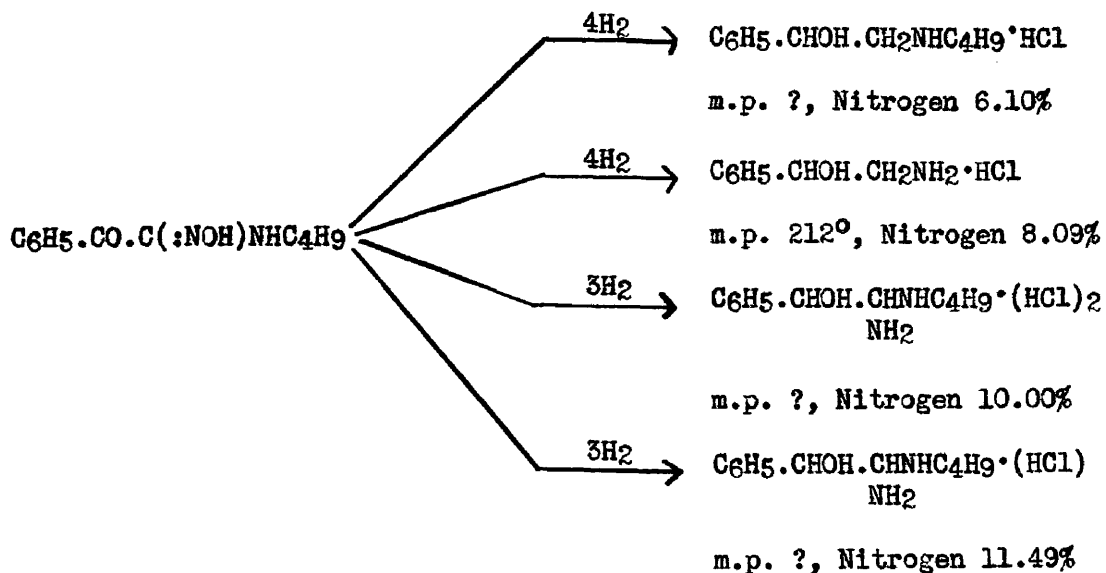 4H2
C6H5.CHOH.CH2NHC4H9·HCl
m.p. ?, Nitrogen 6.10%
4H2
C6H5.CHOH.CH2NH2·HCl
C6H5.CO.C(:NOH)NHC4H9
m.p. 212°, Nitrogen 8.09%
3H2
C6H5.CHOH.CHNHC4H9·(HCl)2
NH2
m.p. ?, Nitrogen 10.00%
3H2
C6H5.CHOH.CHNHC4H9·(HCl)
NH2
m.p. ?, Nitrogen 11.49%